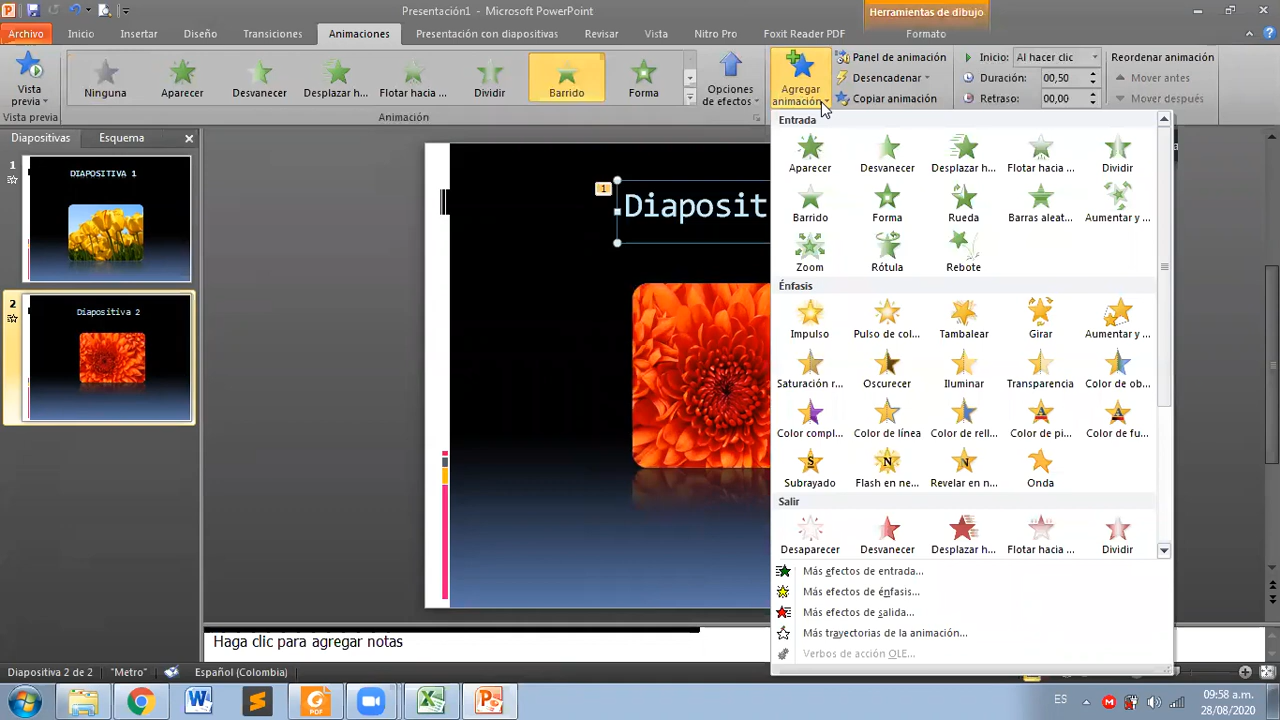 Presentación1 - Microsoft PowerPoint
Herramientas de dibujo
Archivo Inicio Insertar Diseño Transiciones Animaciones Presentación con diapositivas Revisar Vista Nitro Pro Foxit Reader PDF Formato
Vista previa
Ninguna Aparecer Desvanecer Desplazar h... Flotar hacia ... Dividir Barrido Forma
Opciones de efectos
Agregar animación
Panel de animación
Desencadenar
Copiar animación
Inicio: Al hacer clic
Duración: 00,50
Retraso: 00,00
Reordenar animación
Mover antes
Mover después
Vista previa
Animación
Diapositivas Esquema
1
DIAPOSITIVA 1
2
Diapositiva 2
1
Diaposit
Entrada
Aparecer Desvanecer Desplazar h... Flotar hacia ... Dividir
Barrido Forma Rueda Barras aleat... Aumentar y ...
Zoom Rótula Rebote
Énfasis
Impulso Pulso de col... Tambalear Girar Aumentar y ...
Saturación r... Oscurecer Iluminar Transparencia Color de ob...
Color compl... Color de línea Color de rell... Color de pi... Color de fu...
Subrayado Flash en ne... Revelar en n... Onda
Salir
Desaparecer Desvanecer Desplazar h... Flotar hacia ... Dividir
Más efectos de entrada...
Más efectos de énfasis...
Más efectos de salida...
Más trayectorias de la animación...
Verbos de acción OLE...
Haga clic para agregar notas
Diapositiva 2 de 2 "Metro" Español (Colombia)
ES
09:58 a.m.
28/08/2020